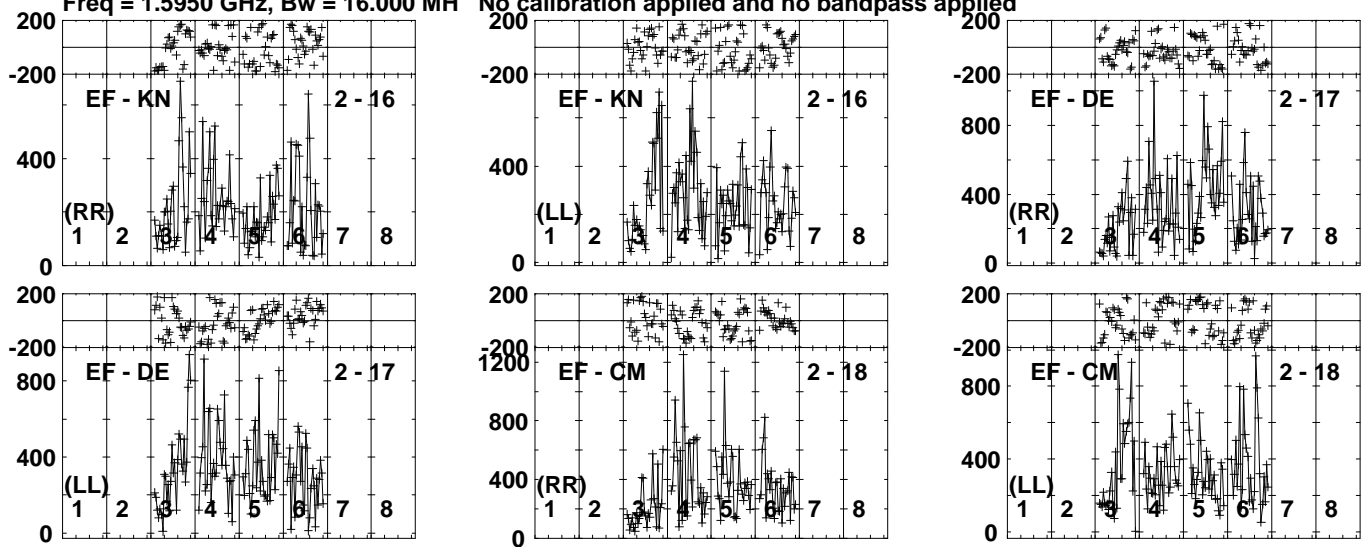 Freq = 1.5950 GHz, Bw = 16.000 MH No calibration applied and no bandpass applied
200
-200
EF - KN 2 - 16
400
(RR)
1 2 3 4 5 6 7 8
0
200
-200
EF - KN 2 - 16
400
(LL)
1 2 3 4 5 6 7 8
0
200
-200
EF - DE 2 - 17
800
400
(RR)
1 2 3 4 5 6 7 8
0
200
-200
EF - DE 2 - 17
800
400
(LL)
1 2 3 4 5 6 7 8
0
200
-200
1200
EF - CM 2 - 18
800
400
(RR)
1 2 3 4 5 6 7 8
0
200
-200
EF - CM 2 - 18
800
400
(LL)
1 2 3 4 5 6 7 8
0